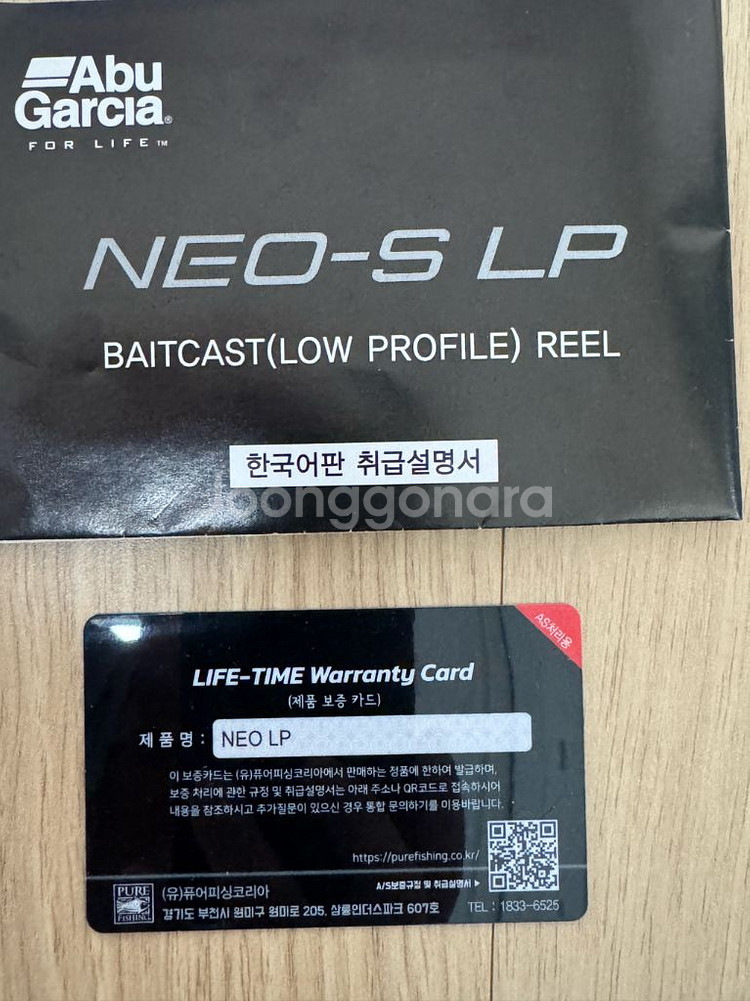 Abu
Garcia®
FOR LIFE™
NEO-S LP
BAITCAST(LOW PROFILE) REEL
한국어판 취급설명서
joonggonara
AS처리용
LIFE-TIME Warranty Card
(제품 보증 카드)
제 품 명 : NEO LP
이 보증카드는 (유)퓨어피싱코리아에서 판매하는 정품에 한하여 발급하며,
보증 처리에 관한 규정 및 취급설명서는 아래 주소나 QR코드로 접속하시어
내용을 참조하시고 추가질문이 있으신 경우 통합 문의하기를 이용바랍니다.
https://purefishing.co.kr/
A/S보증규정 및 취급설명서 ▶
PURE
FISHING
(유)퓨어피싱코리아
경기도 부천시 원미구 원미로 205, 삼룡인더스파크 607호
TEL : 1833-6525